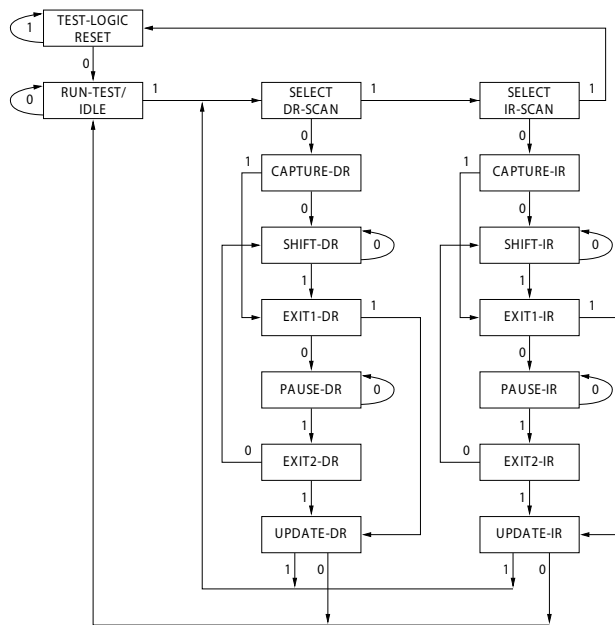 TEST-LOGIC
RESET
1
0
RUN-TEST/
IDLE
0
1
SELECT
DR-SCAN
1
SELECT
IR-SCAN
1
0
0
CAPTURE-DR
1
CAPTURE-IR
1
0
0
SHIFT-DR
0
SHIFT-IR
0
1
1
EXIT1-DR
1
EXIT1-IR
1
0
0
PAUSE-DR
0
PAUSE-IR
0
1
1
EXIT2-DR
0
EXIT2-IR
0
1
1
UPDATE-DR
UPDATE-IR
1
0
1
0